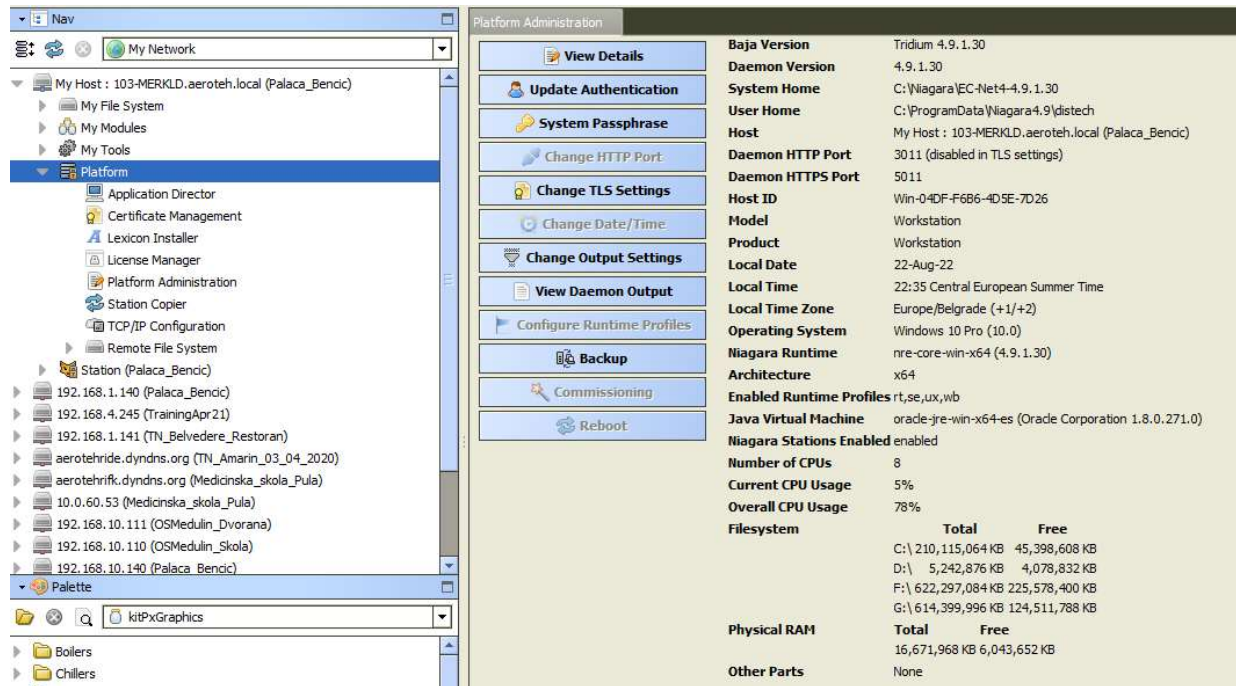 Nav
My Network
My Host : 103-MERKLD.aeroteh.local (Palaca_Bencic)
My File System
My Modules
My Tools
Platform
Application Director
Certificate Management
Lexicon Installer
License Manager
Platform Administration
Station Copier
TCP/IP Configuration
Remote File System
Station (Palaca_Bencic)
192.168.1.140 (Palaca_Bencic)
192.168.4.245 (TrainingApr21)
192.168.1.141 (TN_Belvedere_Restoran)
aerotehride.dyndns.org (TN_Amarin_03_04_2020)
aerotehrifk.dyndns.org (Medicinska_skola_Pula)
10.0.60.53 (Medicinska_skola_Pula)
192.168.10.111 (OSMedulin_Dvorana)
192.168.10.110 (OSMedulin_Skola)
192.168.10.140 (Palaca_Bencic)
Palette
kitPxGraphics
Boilers
Chillers
Platform Administration
View Details
Update Authentication
System Passphrase
Change HTTP Port
Change TLS Settings
Change Date/Time
Change Output Settings
View Daemon Output
Configure Runtime Profiles
Backup
Commissioning
Reboot
Baja Version Tridium 4.9.1.30
Daemon Version 4.9.1.30
System Home C:\Niagara\EC-Net4-4.9.1.30
User Home C:\ProgramData\Niagara4.9\distech
Host My Host : 103-MERKLD.aeroteh.local (Palaca_Bencic)
Daemon HTTP Port 3011 (disabled in TLS settings)
Daemon HTTPS Port 5011
Host ID Win-04DF-F6B6-4D5E-7D26
Model Workstation
Product Workstation
Local Date 22-Aug-22
Local Time 22:35 Central European Summer Time
Local Time Zone Europe/Belgrade (+1/+2)
Operating System Windows 10 Pro (10.0)
Niagara Runtime nre-core-win-x64 (4.9.1.30)
Architecture x64
Enabled Runtime Profiles rt,se,ux,wb
Java Virtual Machine oracle-jre-win-x64-es (Oracle Corporation 1.8.0.271.0)
Niagara Stations Enabled enabled
Number of CPUs 8
Current CPU Usage 5%
Overall CPU Usage 78%
Filesystem Total Free
C:\ 210,115,064 KB 45,398,608 KB
D:\ 5,242,876 KB 4,078,832 KB
F:\ 622,297,084 KB 225,578,400 KB
G:\ 614,399,996 KB 124,511,788 KB
Physical RAM Total Free
16,671,968 KB 6,043,652 KB
Other Parts None